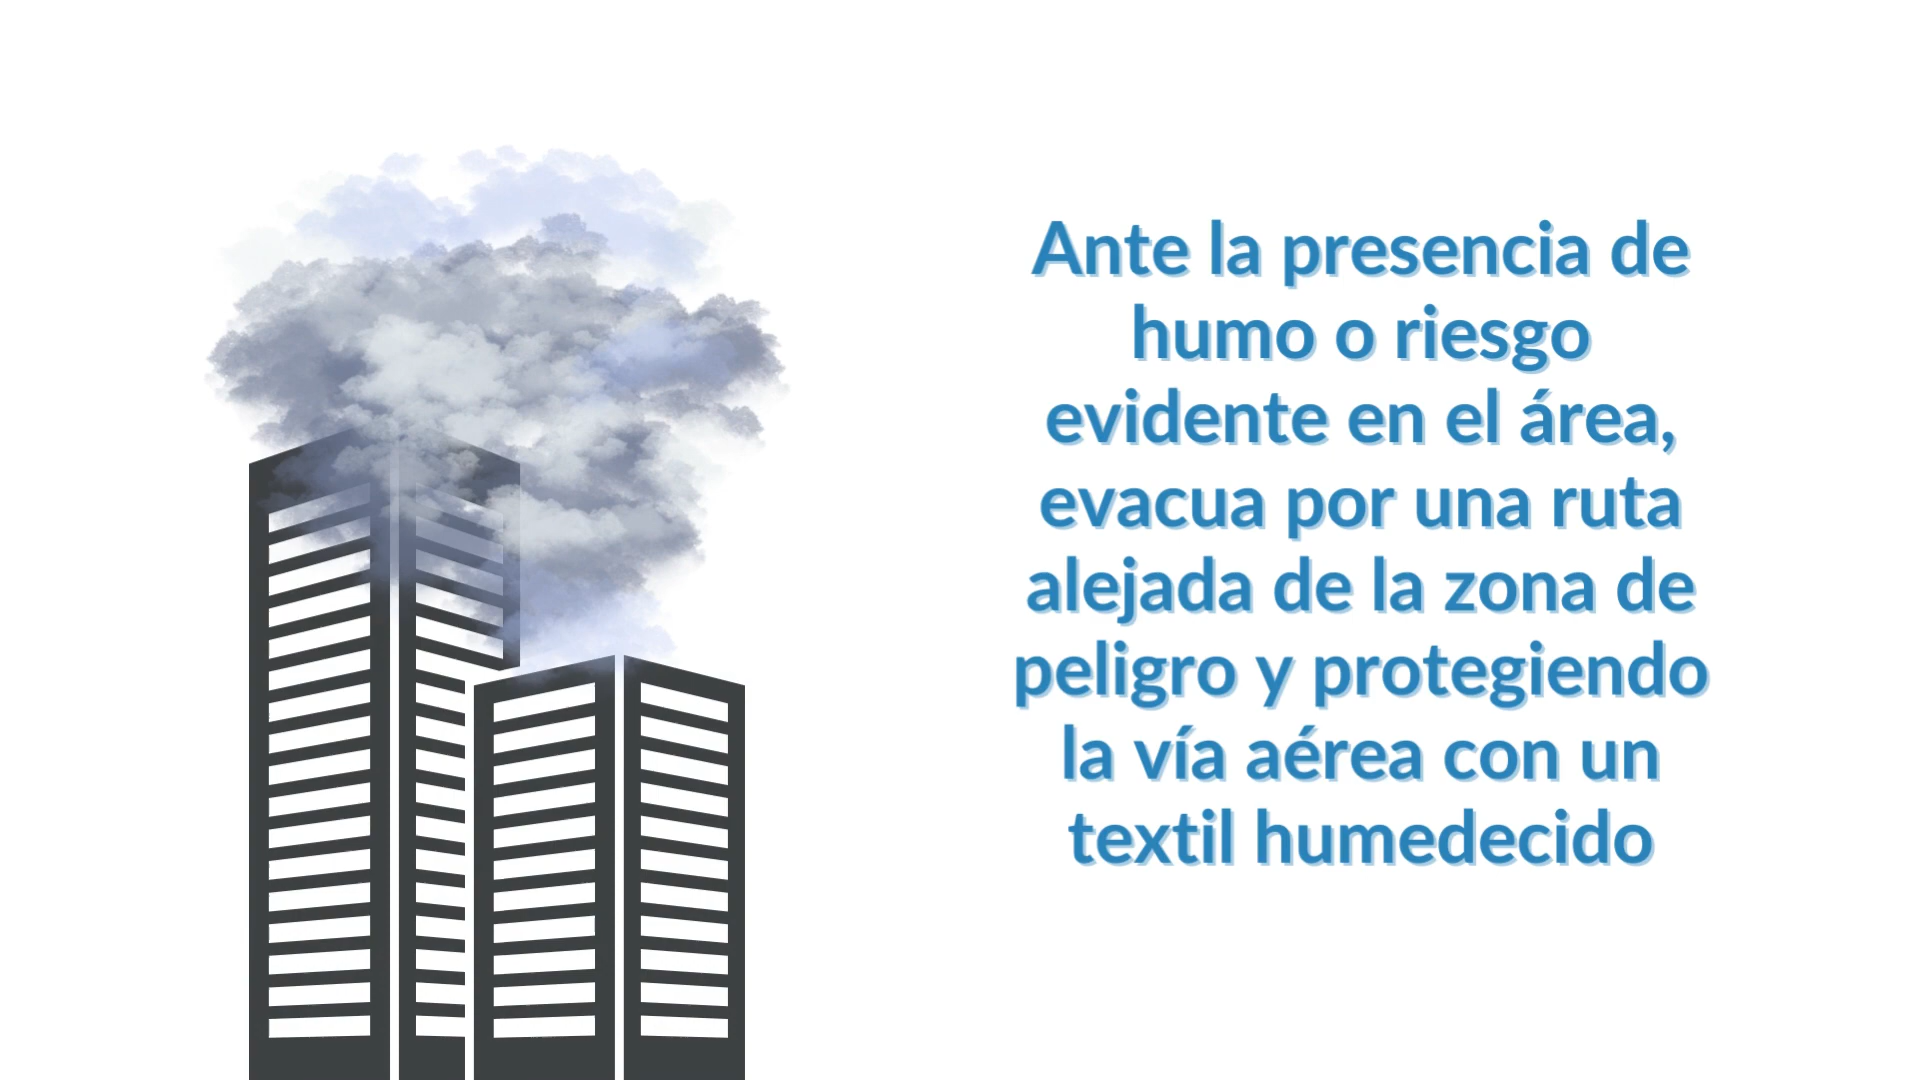 Ante la presencia de
humo o riesgo
evidente en el área,
evacua por una ruta
alejada de la zona de
peligro y protegiendo
la vía aérea con un
textil humedecido